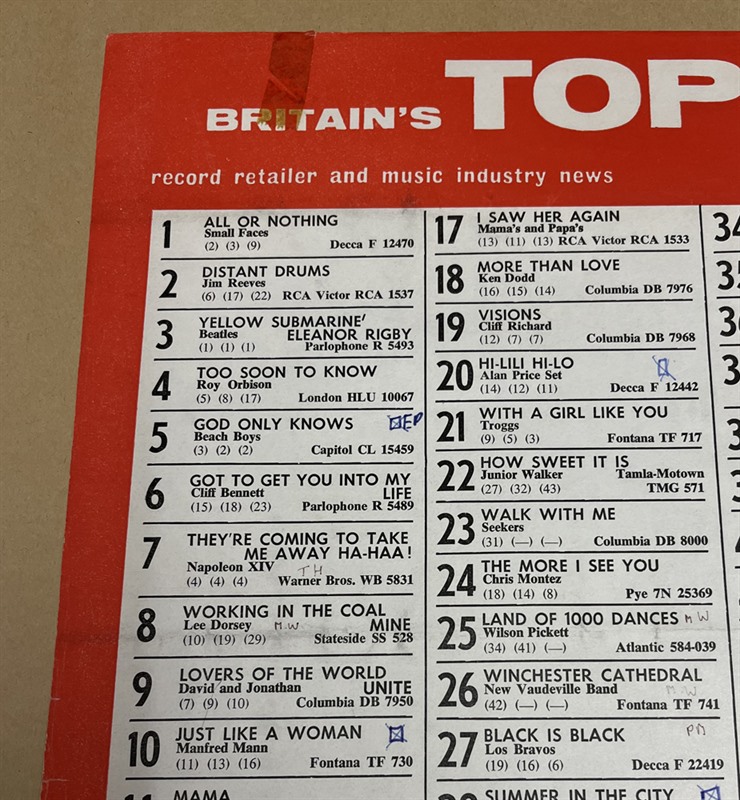 BRITAIN'S TOP
record retailer and music industry news
1 ALL OR NOTHING
Small Faces
(2) (3) (9) Decca F 12470
2 DISTANT DRUMS
Jim Reeves
(6) (17) (22) RCA Victor RCA 1537
3 YELLOW SUBMARINE/
Beatles ELEANOR RIGBY
(1) (1) (1) Parlophone R 5493
4 TOO SOON TO KNOW
Roy Orbison
(5) (8) (17) London HLU 10067
5 GOD ONLY KNOWS EP
Beach Boys
(3) (2) (2) Capitol CL 15459
6 GOT TO GET YOU INTO MY
Cliff Bennett LIFE
(15) (18) (23) Parlophone R 5489
7 THEY'RE COMING TO TAKE
ME AWAY HA-HAA!
Napoleon XIV TH
(4) (4) (4) Warner Bros. WB 5831
8 WORKING IN THE COAL
Lee Dorsey M.W MINE
(10) (19) (29) Stateside SS 528
9 LOVERS OF THE WORLD
David and Jonathan UNITE
(7) (9) (10) Columbia DB 7950
10 JUST LIKE A WOMAN
Manfred Mann
(11) (13) (16) Fontana TF 730
11 MAMA
17 I SAW HER AGAIN
Mama's and Papa's
(13) (11) (13) RCA Victor RCA 1533
18 MORE THAN LOVE
Ken Dodd
(16) (15) (14) Columbia DB 7976
19 VISIONS
Cliff Richard
(12) (7) (7) Columbia DB 7968
20 HI-LILI HI-LO
Alan Price Set
(14) (12) (11) Decca F 12442
21 WITH A GIRL LIKE YOU
Troggs
(9) (5) (3) Fontana TF 717
22 HOW SWEET IT IS
Junior Walker Tamla-Motown
(27) (32) (43) TMG 571
23 WALK WITH ME
Seekers
(31) (—) (—) Columbia DB 8000
24 THE MORE I SEE YOU
Chris Montez
(18) (14) (8) Pye 7N 25369
25 LAND OF 1000 DANCES M W
Wilson Pickett
(34) (41) (—) Atlantic 584-039
26 WINCHESTER CATHEDRAL
New Vaudeville Band M.W
(42) (—) (—) Fontana TF 741
27 BLACK IS BLACK
Los Bravos
(19) (16) (6) Decca F 22419
28 SUMMER IN THE CITY
34
35